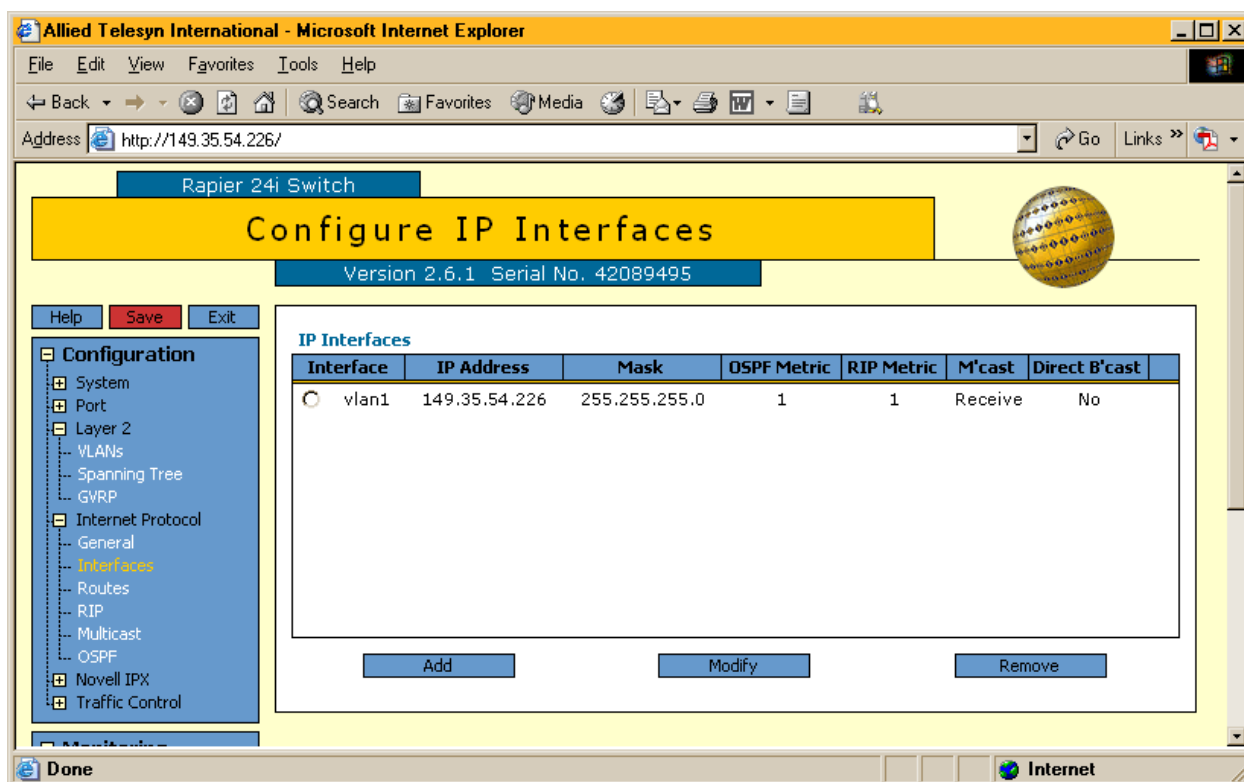 Allied Telesyn International - Microsoft Internet Explorer
File Edit View Favorites Tools Help
Back Search Favorites Media
Address http://149.35.54.226/ Go Links »
Rapier 24i Switch
Configure IP Interfaces
Version 2.6.1 Serial No. 42089495
Help Save Exit
Configuration
System
Port
Layer 2
VLANs
Spanning Tree
GVRP
Internet Protocol
General
Interfaces
Routes
RIP
Multicast
OSPF
Novell IPX
Traffic Control
IP Interfaces
Interface IP Address Mask OSPF Metric RIP Metric M'cast Direct B'cast
vlan1 149.35.54.226 255.255.255.0 1 1 Receive No
Add Modify Remove
Done Internet